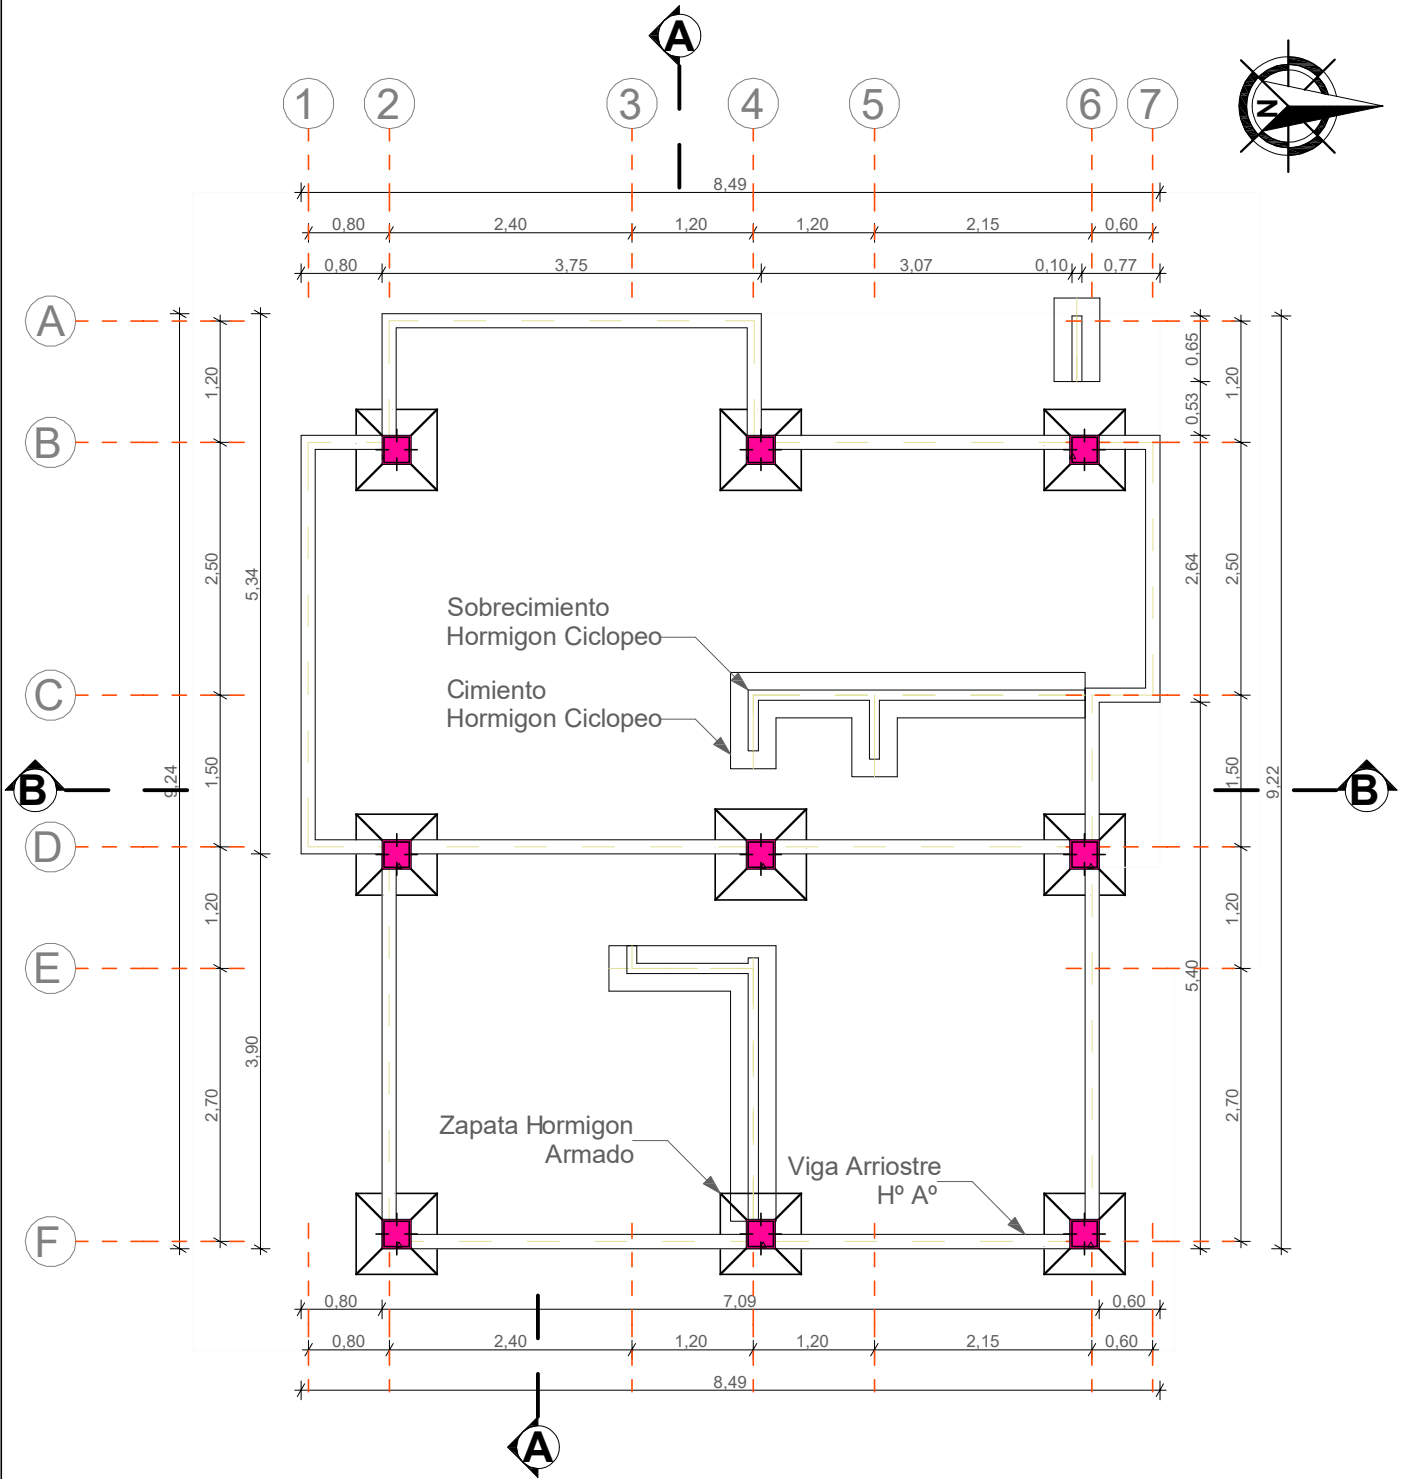 A
1 2 3 4 5 6 7
N
8,49
0,80 2,40 1,20 1,20 2,15 0,60
0,80 3,75 3,07 0,10 0,77
A
B
C
D
E
F
9,24
1,20
2,50
1,50
1,20
2,70
5,34
3,90
0,65
0,53
2,64
5,40
1,20
2,50
1,50
1,20
2,70
9,22
Sobrecimiento
Hormigon Ciclopeo
Cimiento
Hormigon Ciclopeo
B
B
Zapata Hormigon
Armado
Viga Arriostre
Hº Aº
0,80 7,09 0,60
0,80 2,40 1,20 1,20 2,15 0,60
8,49
A